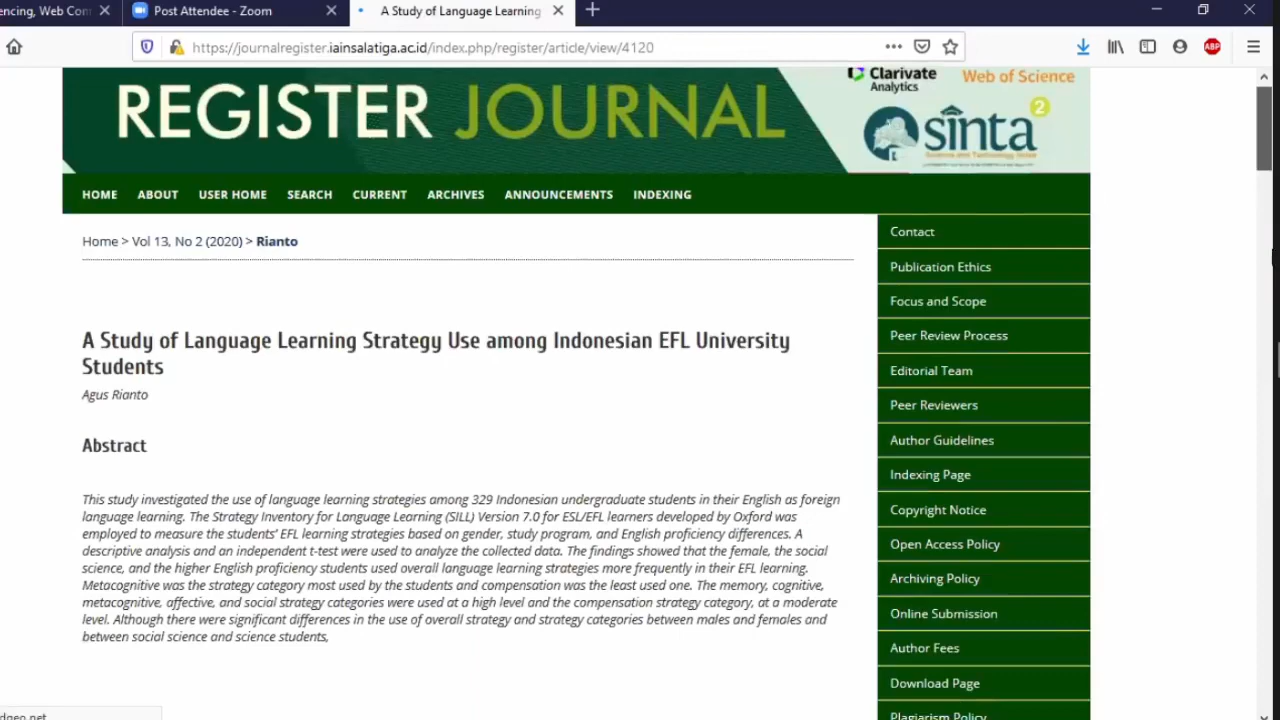 encing, Web Con
Post Attendee - Zoom
A Study of Language Learning
https://journalregister.iainsalatiga.ac.id/index.php/register/article/view/4120
ABP
REGISTER JOURNAL
Clarivate
Analytics
Web of Science
sinta
2
HOME ABOUT USER HOME SEARCH CURRENT ARCHIVES ANNOUNCEMENTS INDEXING
Home > Vol 13, No 2 (2020) > Rianto
A Study of Language Learning Strategy Use among Indonesian EFL University
Students
Agus Rianto
Abstract
This study investigated the use of language learning strategies among 329 Indonesian undergraduate students in their English as foreign
language learning. The Strategy Inventory for Language Learning (SILL) Version 7.0 for ESL/EFL learners developed by Oxford was
employed to measure the students' EFL learning strategies based on gender, study program, and English proficiency differences. A
descriptive analysis and an independent t-test were used to analyze the collected data. The findings showed that the female, the social
science, and the higher English proficiency students used overall language learning strategies more frequently in their EFL learning.
Metacognitive was the strategy category most used by the students and compensation was the least used one. The memory, cognitive,
metacognitive, affective, and social strategy categories were used at a high level and the compensation strategy category, at a moderate
level. Although there were significant differences in the use of overall strategy and strategy categories between males and females and
between social science and science students,
Contact
Publication Ethics
Focus and Scope
Peer Review Process
Editorial Team
Peer Reviewers
Author Guidelines
Indexing Page
Copyright Notice
Open Access Policy
Archiving Policy
Online Submission
Author Fees
Download Page
Plagiarism Policy